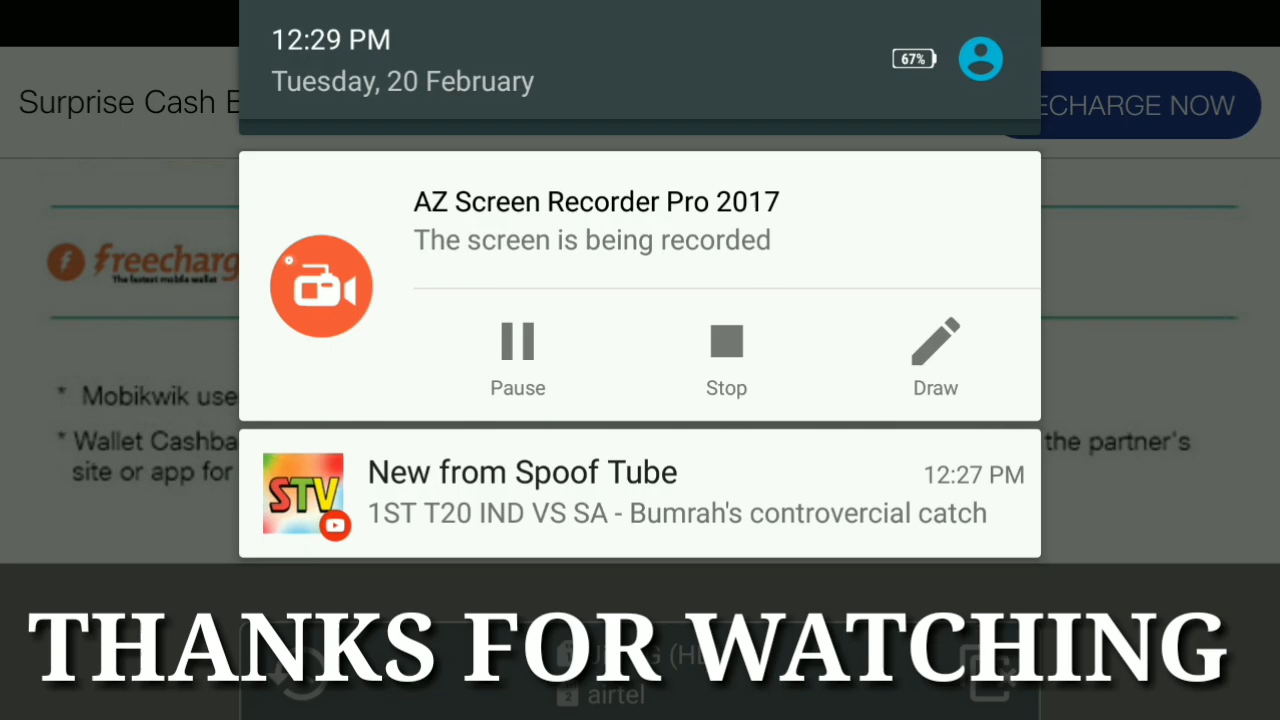 12:29 PM
67%
Tuesday, 20 February
Surprise Cash
ECHARGE NOW
AZ Screen Recorder Pro 2017
The screen is being recorded
freecharg
The fastest mobile wallet
Pause
Stop
Draw
* Mobikwik use
* Wallet Cashba
the partner's
site or app for
STV
New from Spoof Tube
12:27 PM
1ST T20 IND VS SA - Bumrah's controvercial catch
THANKS FOR WATCHING
2 airtel